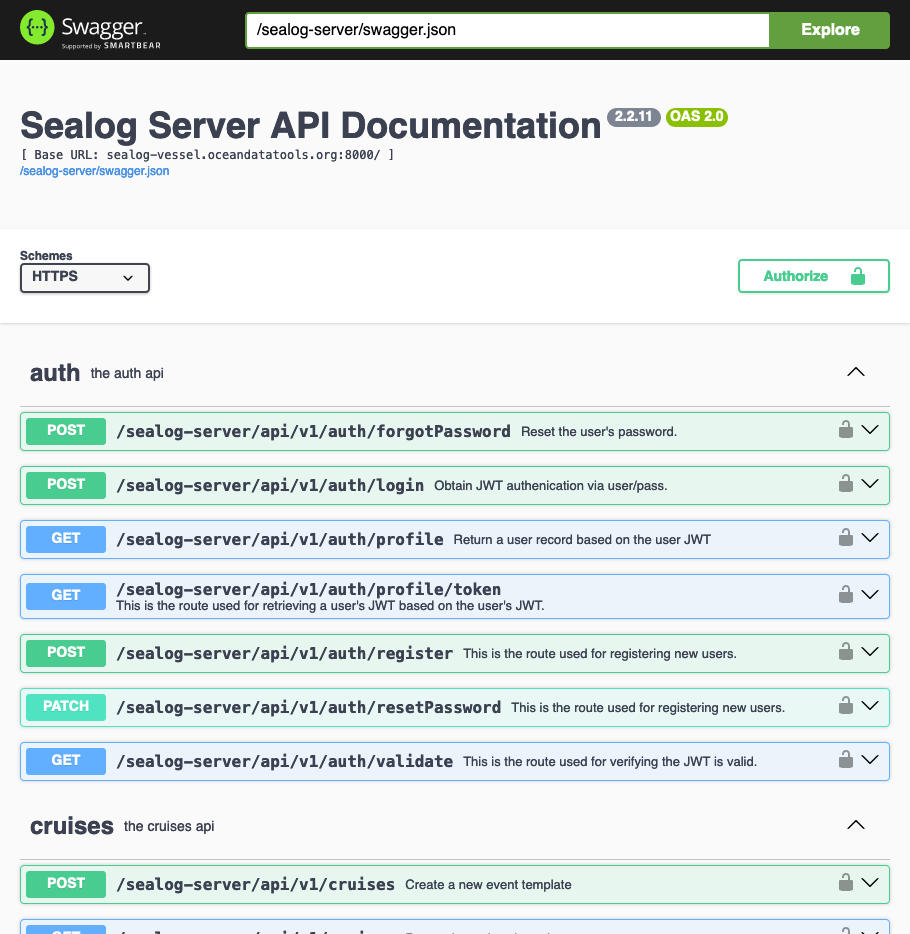 {···} Swagger.
Supported by SMARTBEAR
/sealog-server/swagger.json
Explore
Sealog Server API Documentation 2.2.11 OAS 2.0
[ Base URL: sealog-vessel.oceandatatools.org:8000/ ]
/sealog-server/swagger.json
Schemes
HTTPS
Authorize
auth the auth api
POST /sealog-server/api/v1/auth/forgotPassword Reset the user's password.
POST /sealog-server/api/v1/auth/login Obtain JWT authenication via user/pass.
GET /sealog-server/api/v1/auth/profile Return a user record based on the user JWT
GET /sealog-server/api/v1/auth/profile/token
This is the route used for retrieving a user's JWT based on the user's JWT.
POST /sealog-server/api/v1/auth/register This is the route used for registering new users.
PATCH /sealog-server/api/v1/auth/resetPassword This is the route used for registering new users.
GET /sealog-server/api/v1/auth/validate This is the route used for verifying the JWT is valid.
cruises the cruises api
POST /sealog-server/api/v1/cruises Create a new event template
GET